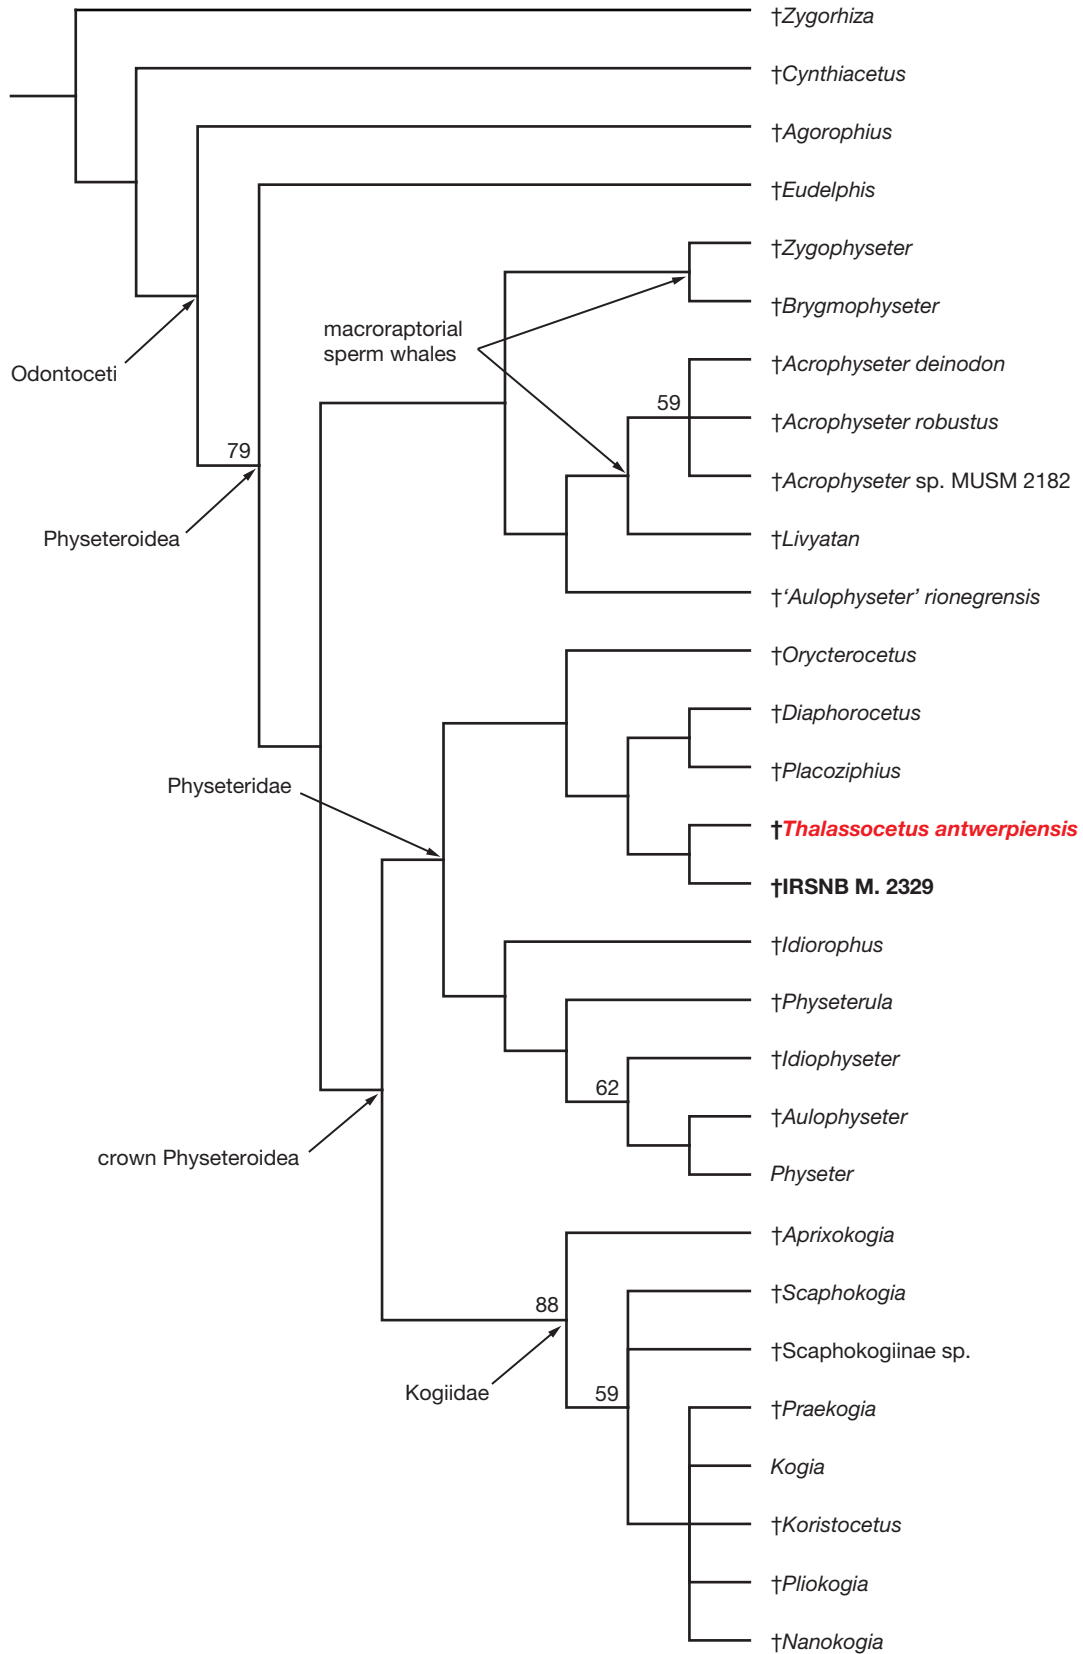 †Zygorhiza
†Cynthiacetus
†Agorophius
†Eudelphis
†Zygophyseter
†Brygmophyseter
macroraptorial
sperm whales
†Acrophyseter deinodon
Odontoceti
59
†Acrophyseter robustus
79
†Acrophyseter sp. MUSM 2182
Physeteroidea
†Livyatan
†‘Aulophyseter’ rionegrensis
†Orycterocetus
†Diaphorocetus
†Placoziphius
Physeteridae
†Thalassocetus antwerpiensis
†IRSNB M. 2329
†Idiorophus
†Physeterula
†Idiophyseter
62
†Aulophyseter
crown Physeteroidea
Physeter
†Aprixokogia
†Scaphokogia
88
†Scaphokogiinae sp.
Kogiidae
59
†Praekogia
Kogia
†Koristocetus
†Pliokogia
†Nanokogia